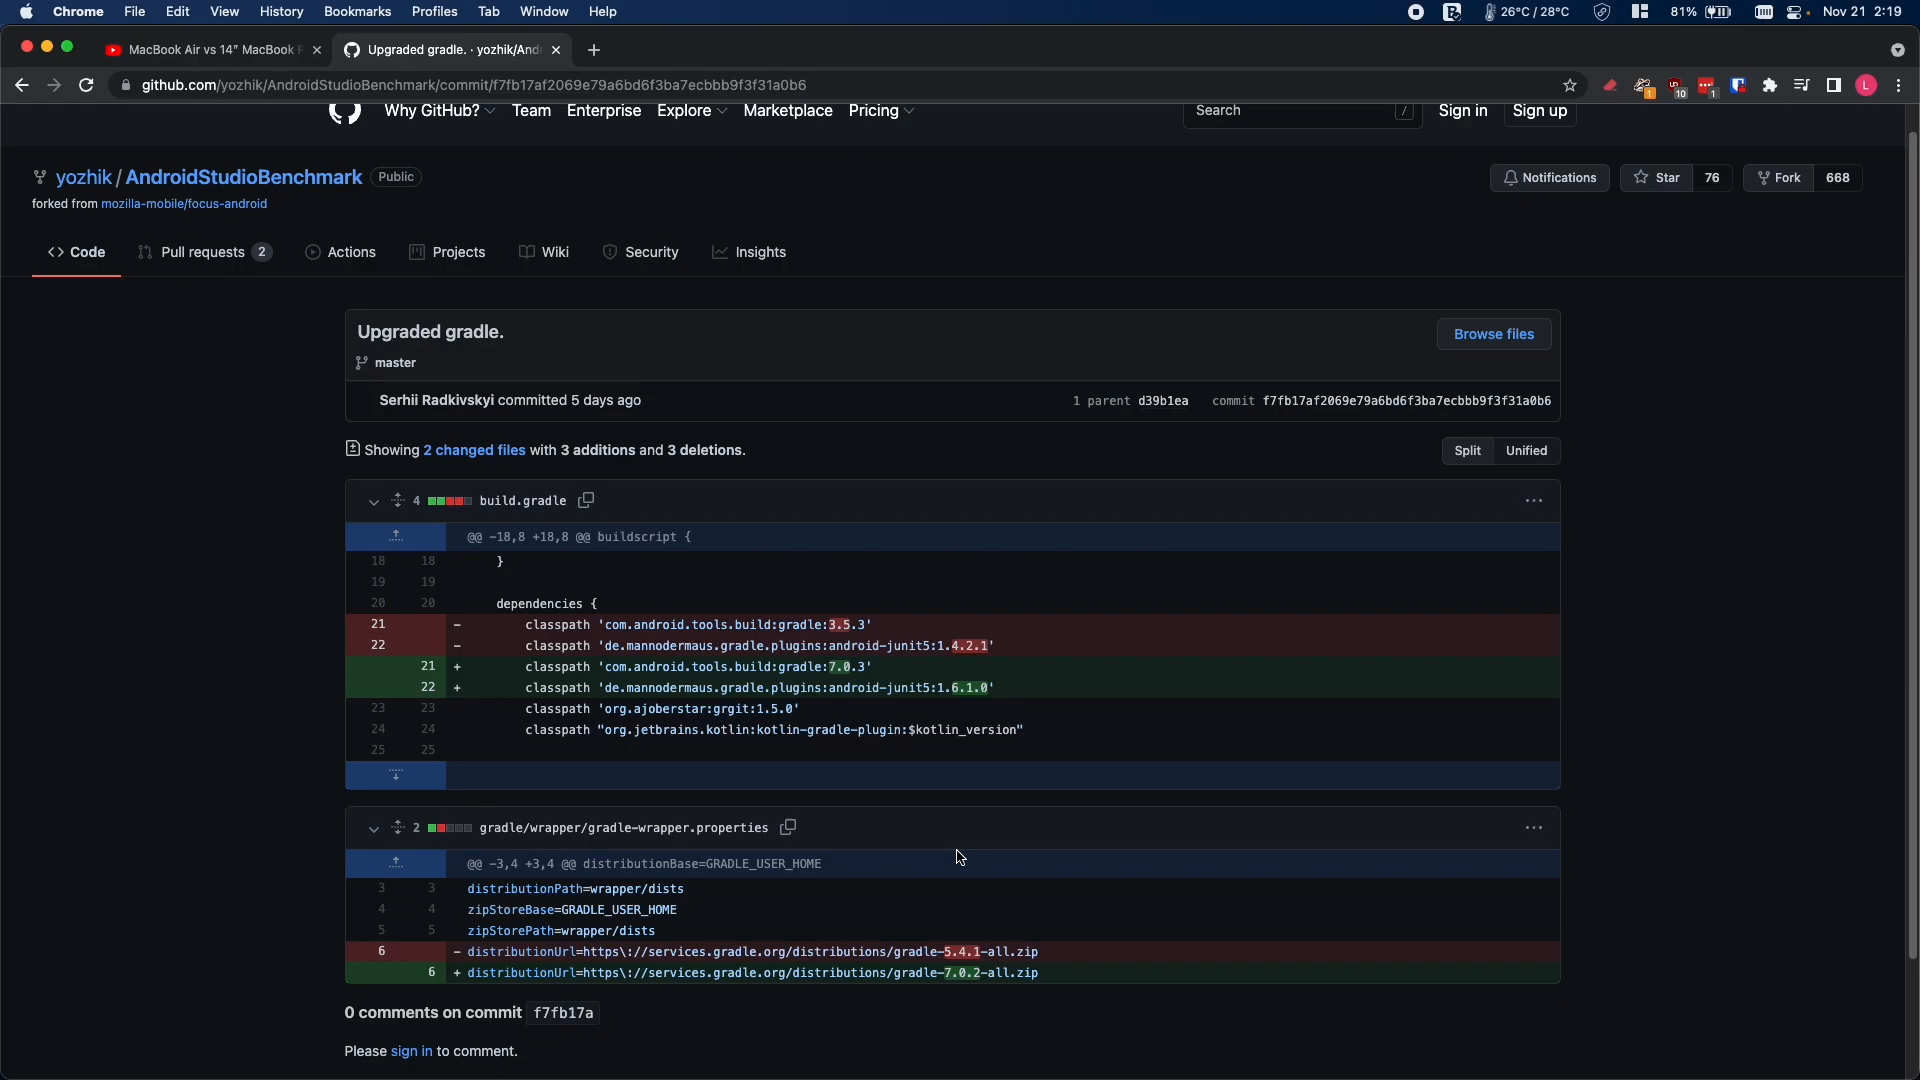 Chrome File Edit View History Bookmarks Profiles Tab Window Help 26°C / 28°C 81% Nov 21 2:19
MacBook Air vs 14" MacBook P Upgraded gradle. · yozhik/And
github.com/yozhik/AndroidStudioBenchmark/commit/f7fb17af2069e79a6bd6f3ba7ecbbb9f3f31a0b6 1 10 1 L
Why GitHub? Team Enterprise Explore Marketplace Pricing Search / Sign in Sign up
yozhik / AndroidStudioBenchmark Public Notifications Star 76 Fork 668
forked from mozilla-mobile/focus-android
<> Code Pull requests 2 Actions Projects Wiki Security Insights
Upgraded gradle. Browse files
master
Serhii Radkivskyi committed 5 days ago 1 parent d39b1ea commit f7fb17af2069e79a6bd6f3ba7ecbbb9f3f31a0b6
Showing 2 changed files with 3 additions and 3 deletions. Split Unified
4 build.gradle ...
@@ -18,8 +18,8 @@ buildscript {
18 18 }
19 19
20 20 dependencies {
21 - classpath 'com.android.tools.build:gradle:3.5.3'
22 - classpath 'de.mannodermaus.gradle.plugins:android-junit5:1.4.2.1'
21 + classpath 'com.android.tools.build:gradle:7.0.3'
22 + classpath 'de.mannodermaus.gradle.plugins:android-junit5:1.6.1.0'
23 23 classpath 'org.ajoberstar:grgit:1.5.0'
24 24 classpath "org.jetbrains.kotlin:kotlin-gradle-plugin:$kotlin_version"
25 25
2 gradle/wrapper/gradle-wrapper.properties ...
@@ -3,4 +3,4 @@ distributionBase=GRADLE_USER_HOME
3 3 distributionPath=wrapper/dists
4 4 zipStoreBase=GRADLE_USER_HOME
5 5 zipStorePath=wrapper/dists
6 - distributionUrl=https\://services.gradle.org/distributions/gradle-5.4.1-all.zip
6 + distributionUrl=https\://services.gradle.org/distributions/gradle-7.0.2-all.zip
0 comments on commit f7fb17a
Please sign in to comment.